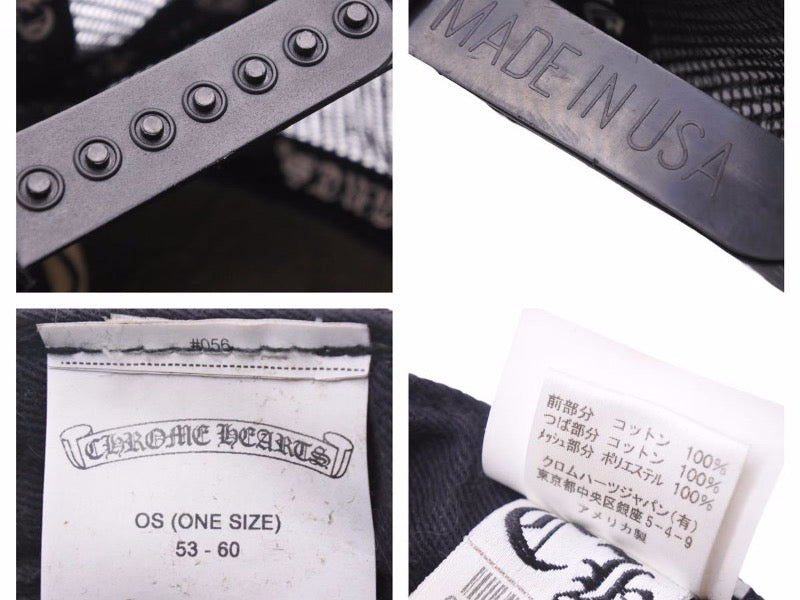 MADE IN USA
#056
CHROME HEARTS
OS (ONE SIZE)
53 - 60
前部分 コットン 100%
つば部分 コットン 100%
メッシュ部分 ポリエステル 100%
クロムハーツジャパン(有)
東京都中央区銀座5-4-9
アメリカ製